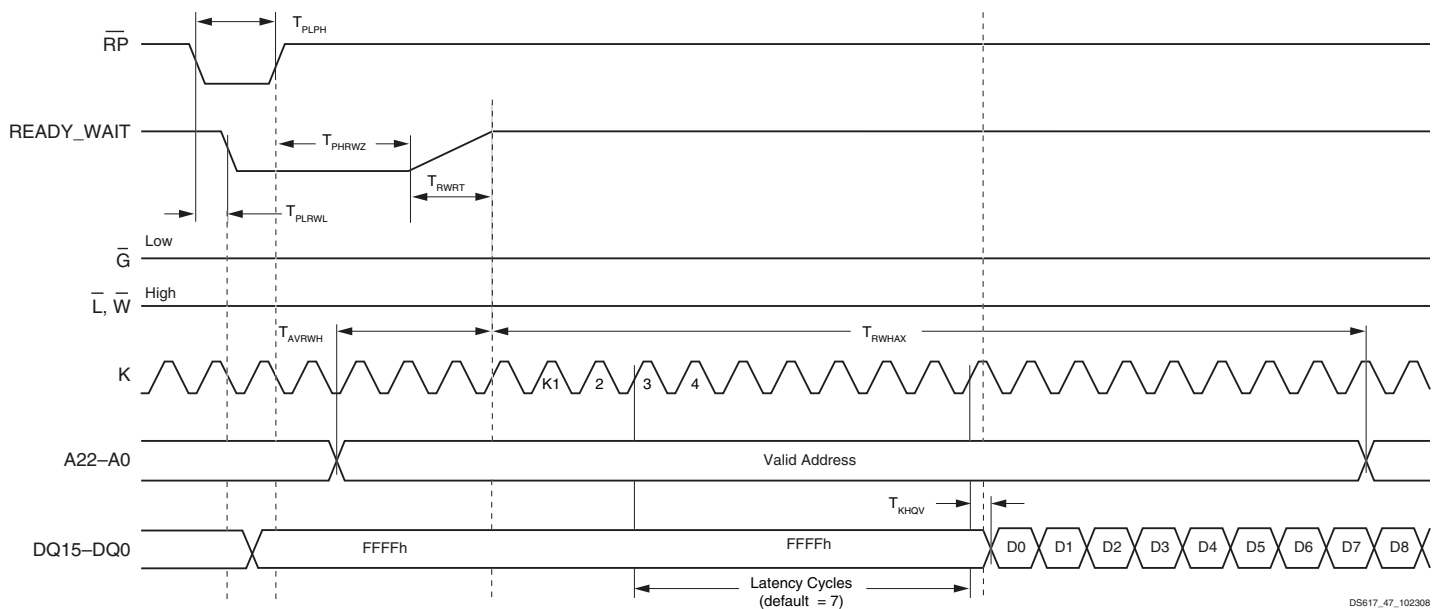 T_PLPH
RP
READY_WAIT
T_PHRWZ
T_RWRT
T_PLRWL
Low
G
High
L, W
T_AVRWH
T_RWHAX
K
K1 2 3 4
A22–A0
Valid Address
T_KHQV
DQ15–DQ0
FFFFh FFFFh D0 D1 D2 D3 D4 D5 D6 D7 D8
Latency Cycles
(default = 7)
DS617_47_102308